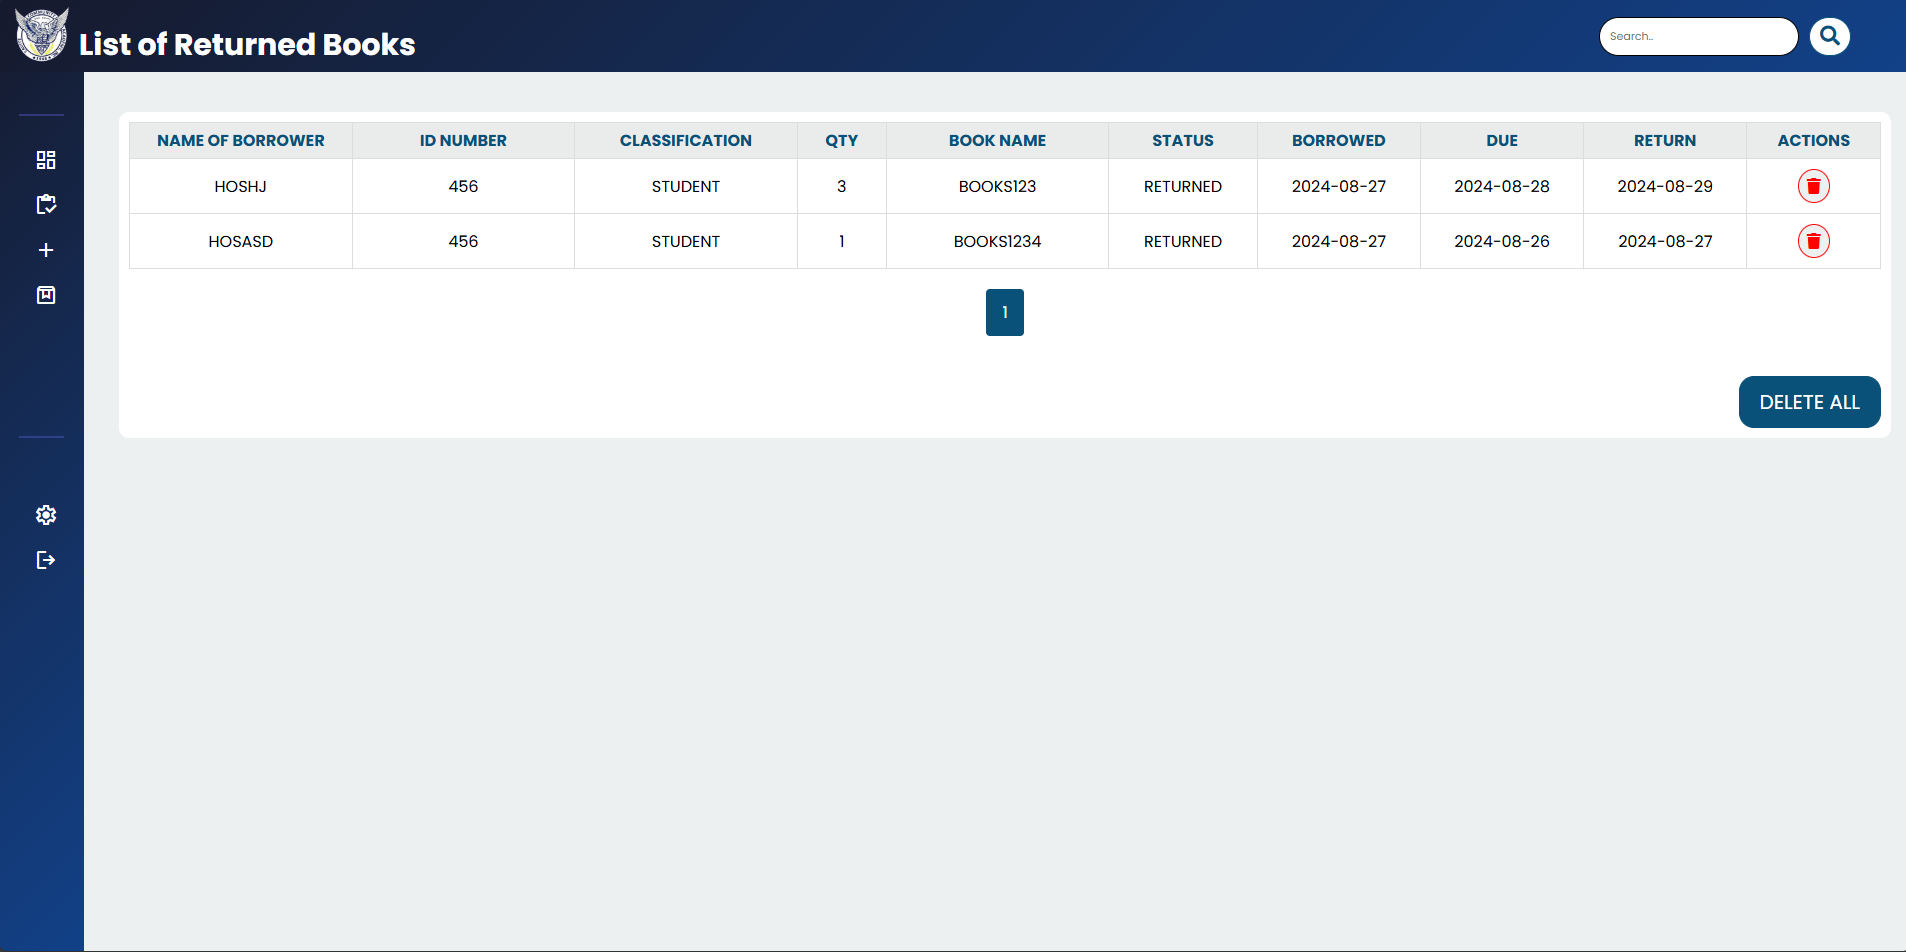 List of Returned Books
Search..
NAME OF BORROWER ID NUMBER CLASSIFICATION QTY BOOK NAME STATUS BORROWED DUE RETURN ACTIONS
HOSHJ 456 STUDENT 3 BOOKS123 RETURNED 2024-08-27 2024-08-28 2024-08-29
HOSASD 456 STUDENT 1 BOOKS1234 RETURNED 2024-08-27 2024-08-26 2024-08-27
1
DELETE ALL